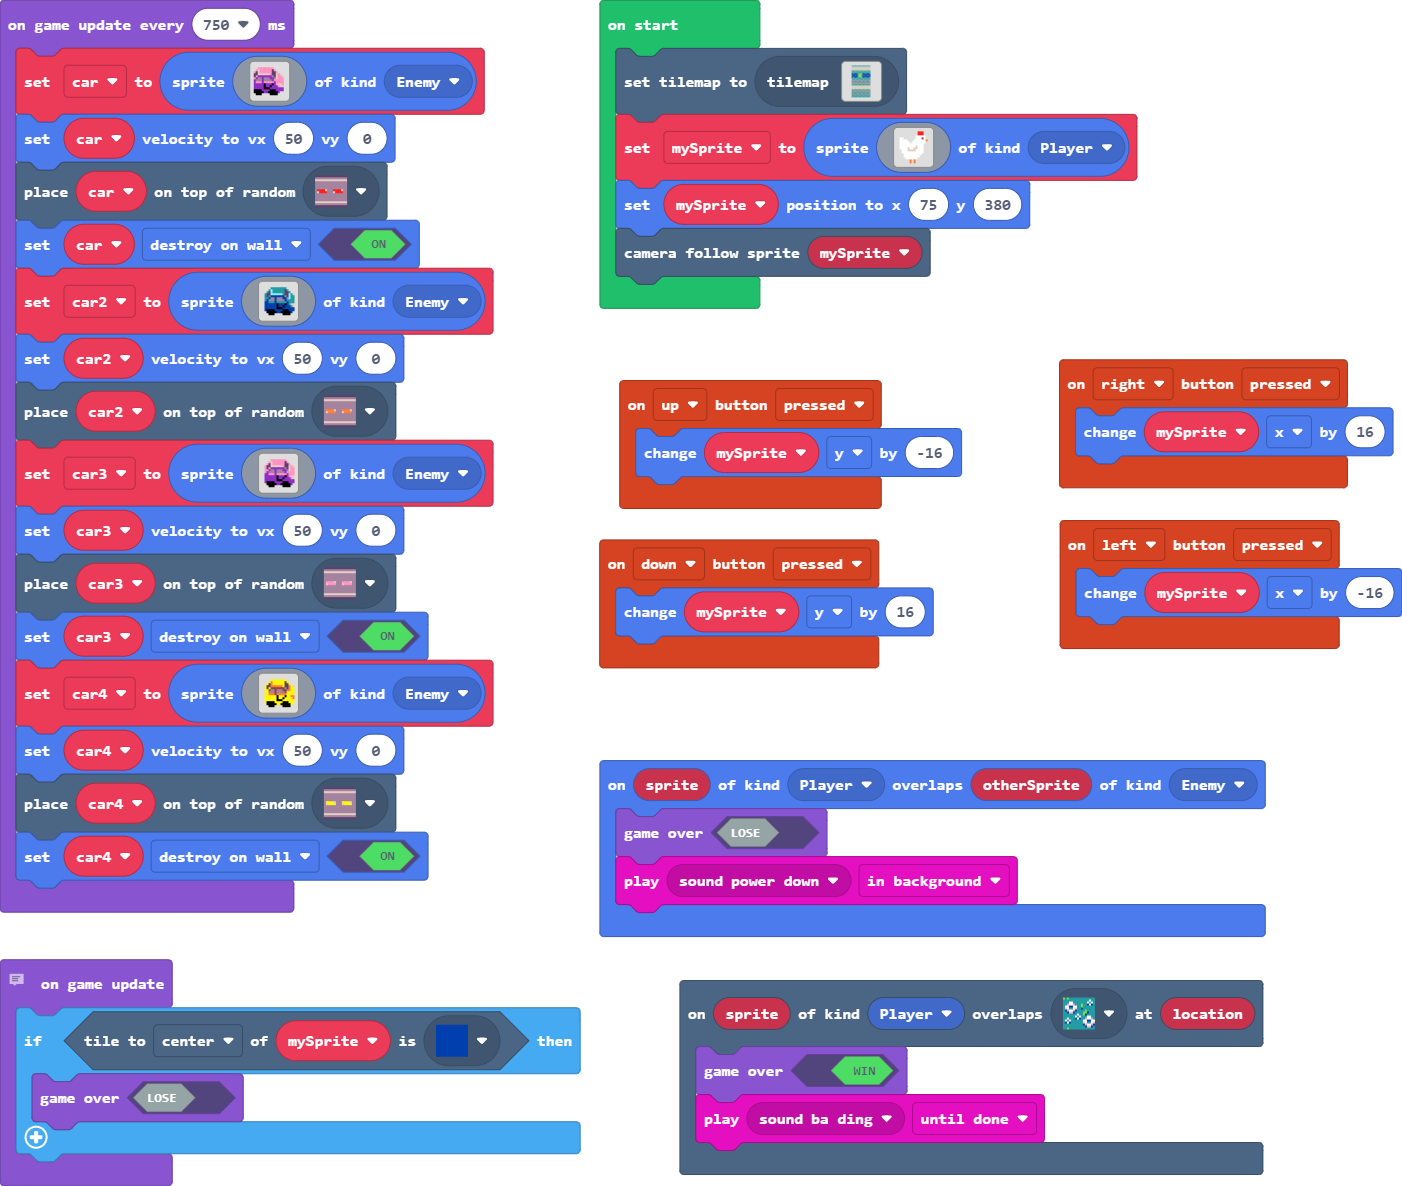 on game update every 750 ms
set car to sprite of kind Enemy
set car velocity to vx 50 vy 0
place car on top of random
set car destroy on wall ON
set car2 to sprite of kind Enemy
set car2 velocity to vx 50 vy 0
place car2 on top of random
set car3 to sprite of kind Enemy
set car3 velocity to vx 50 vy 0
place car3 on top of random
set car3 destroy on wall ON
set car4 to sprite of kind Enemy
set car4 velocity to vx 50 vy 0
place car4 on top of random
set car4 destroy on wall ON
on game update
if tile to center of mySprite is then
game over LOSE
on start
set tilemap to tilemap
set mySprite to sprite of kind Player
set mySprite position to x 75 y 380
camera follow sprite mySprite
on up button pressed
change mySprite y by -16
on down button pressed
change mySprite y by 16
on right button pressed
change mySprite x by 16
on left button pressed
change mySprite x by -16
on sprite of kind Player overlaps otherSprite of kind Enemy
game over LOSE
play sound power down in background
on sprite of kind Player overlaps at location
game over WIN
play sound ba ding until done